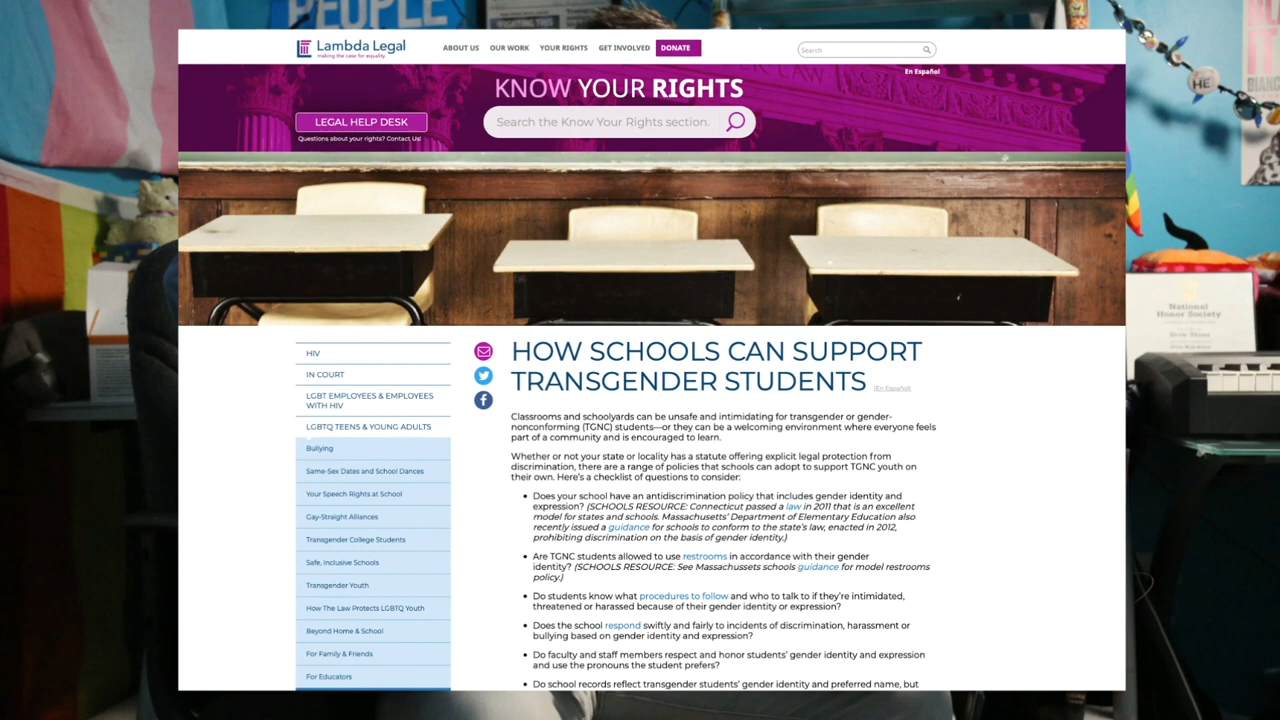 PEOPLE
Lambda Legal
making the case for equality
ABOUT US
OUR WORK
YOUR RIGHTS
GET INVOLVED
DONATE
Search
En Español
KNOW YOUR RIGHTS
LEGAL HELP DESK
Questions about your rights? Contact Us!
Search the Know Your Rights section.
HE
National
Honor Society
HIV
IN COURT
LGBT EMPLOYEES & EMPLOYEES
WITH HIV
LGBTQ TEENS & YOUNG ADULTS
Bullying
Same-Sex Dates and School Dances
Your Speech Rights at School
Gay-Straight Alliances
Transgender College Students
Safe, Inclusive Schools
Transgender Youth
How The Law Protects LGBTQ Youth
Beyond Home & School
For Family & Friends
For Educators
HOW SCHOOLS CAN SUPPORT
TRANSGENDER STUDENTS (En Español)
Classrooms and schoolyards can be unsafe and intimidating for transgender or gender-
nonconforming (TGNC) students—or they can be a welcoming environment where everyone feels
part of a community and is encouraged to learn.
Whether or not your state or locality has a statute offering explicit legal protection from
discrimination, there are a range of policies that schools can adopt to support TGNC youth on
their own. Here's a checklist of questions to consider:
• Does your school have an antidiscrimination policy that includes gender identity and
expression? (SCHOOLS RESOURCE: Connecticut passed a law in 2011 that is an excellent
model for states and schools. Massachusetts' Department of Elementary Education also
recently issued a guidance for schools to conform to the state's law, enacted in 2012,
prohibiting discrimination on the basis of gender identity.)
• Are TGNC students allowed to use restrooms in accordance with their gender
identity? (SCHOOLS RESOURCE: See Massachussets schools guidance for model restrooms
policy.)
• Do students know what procedures to follow and who to talk to if they're intimidated,
threatened or harassed because of their gender identity or expression?
• Does the school respond swiftly and fairly to incidents of discrimination, harassment or
bullying based on gender identity and expression?
• Do faculty and staff members respect and honor students' gender identity and expression
and use the pronouns the student prefers?
• Do school records reflect transgender students' gender identity and preferred name, but